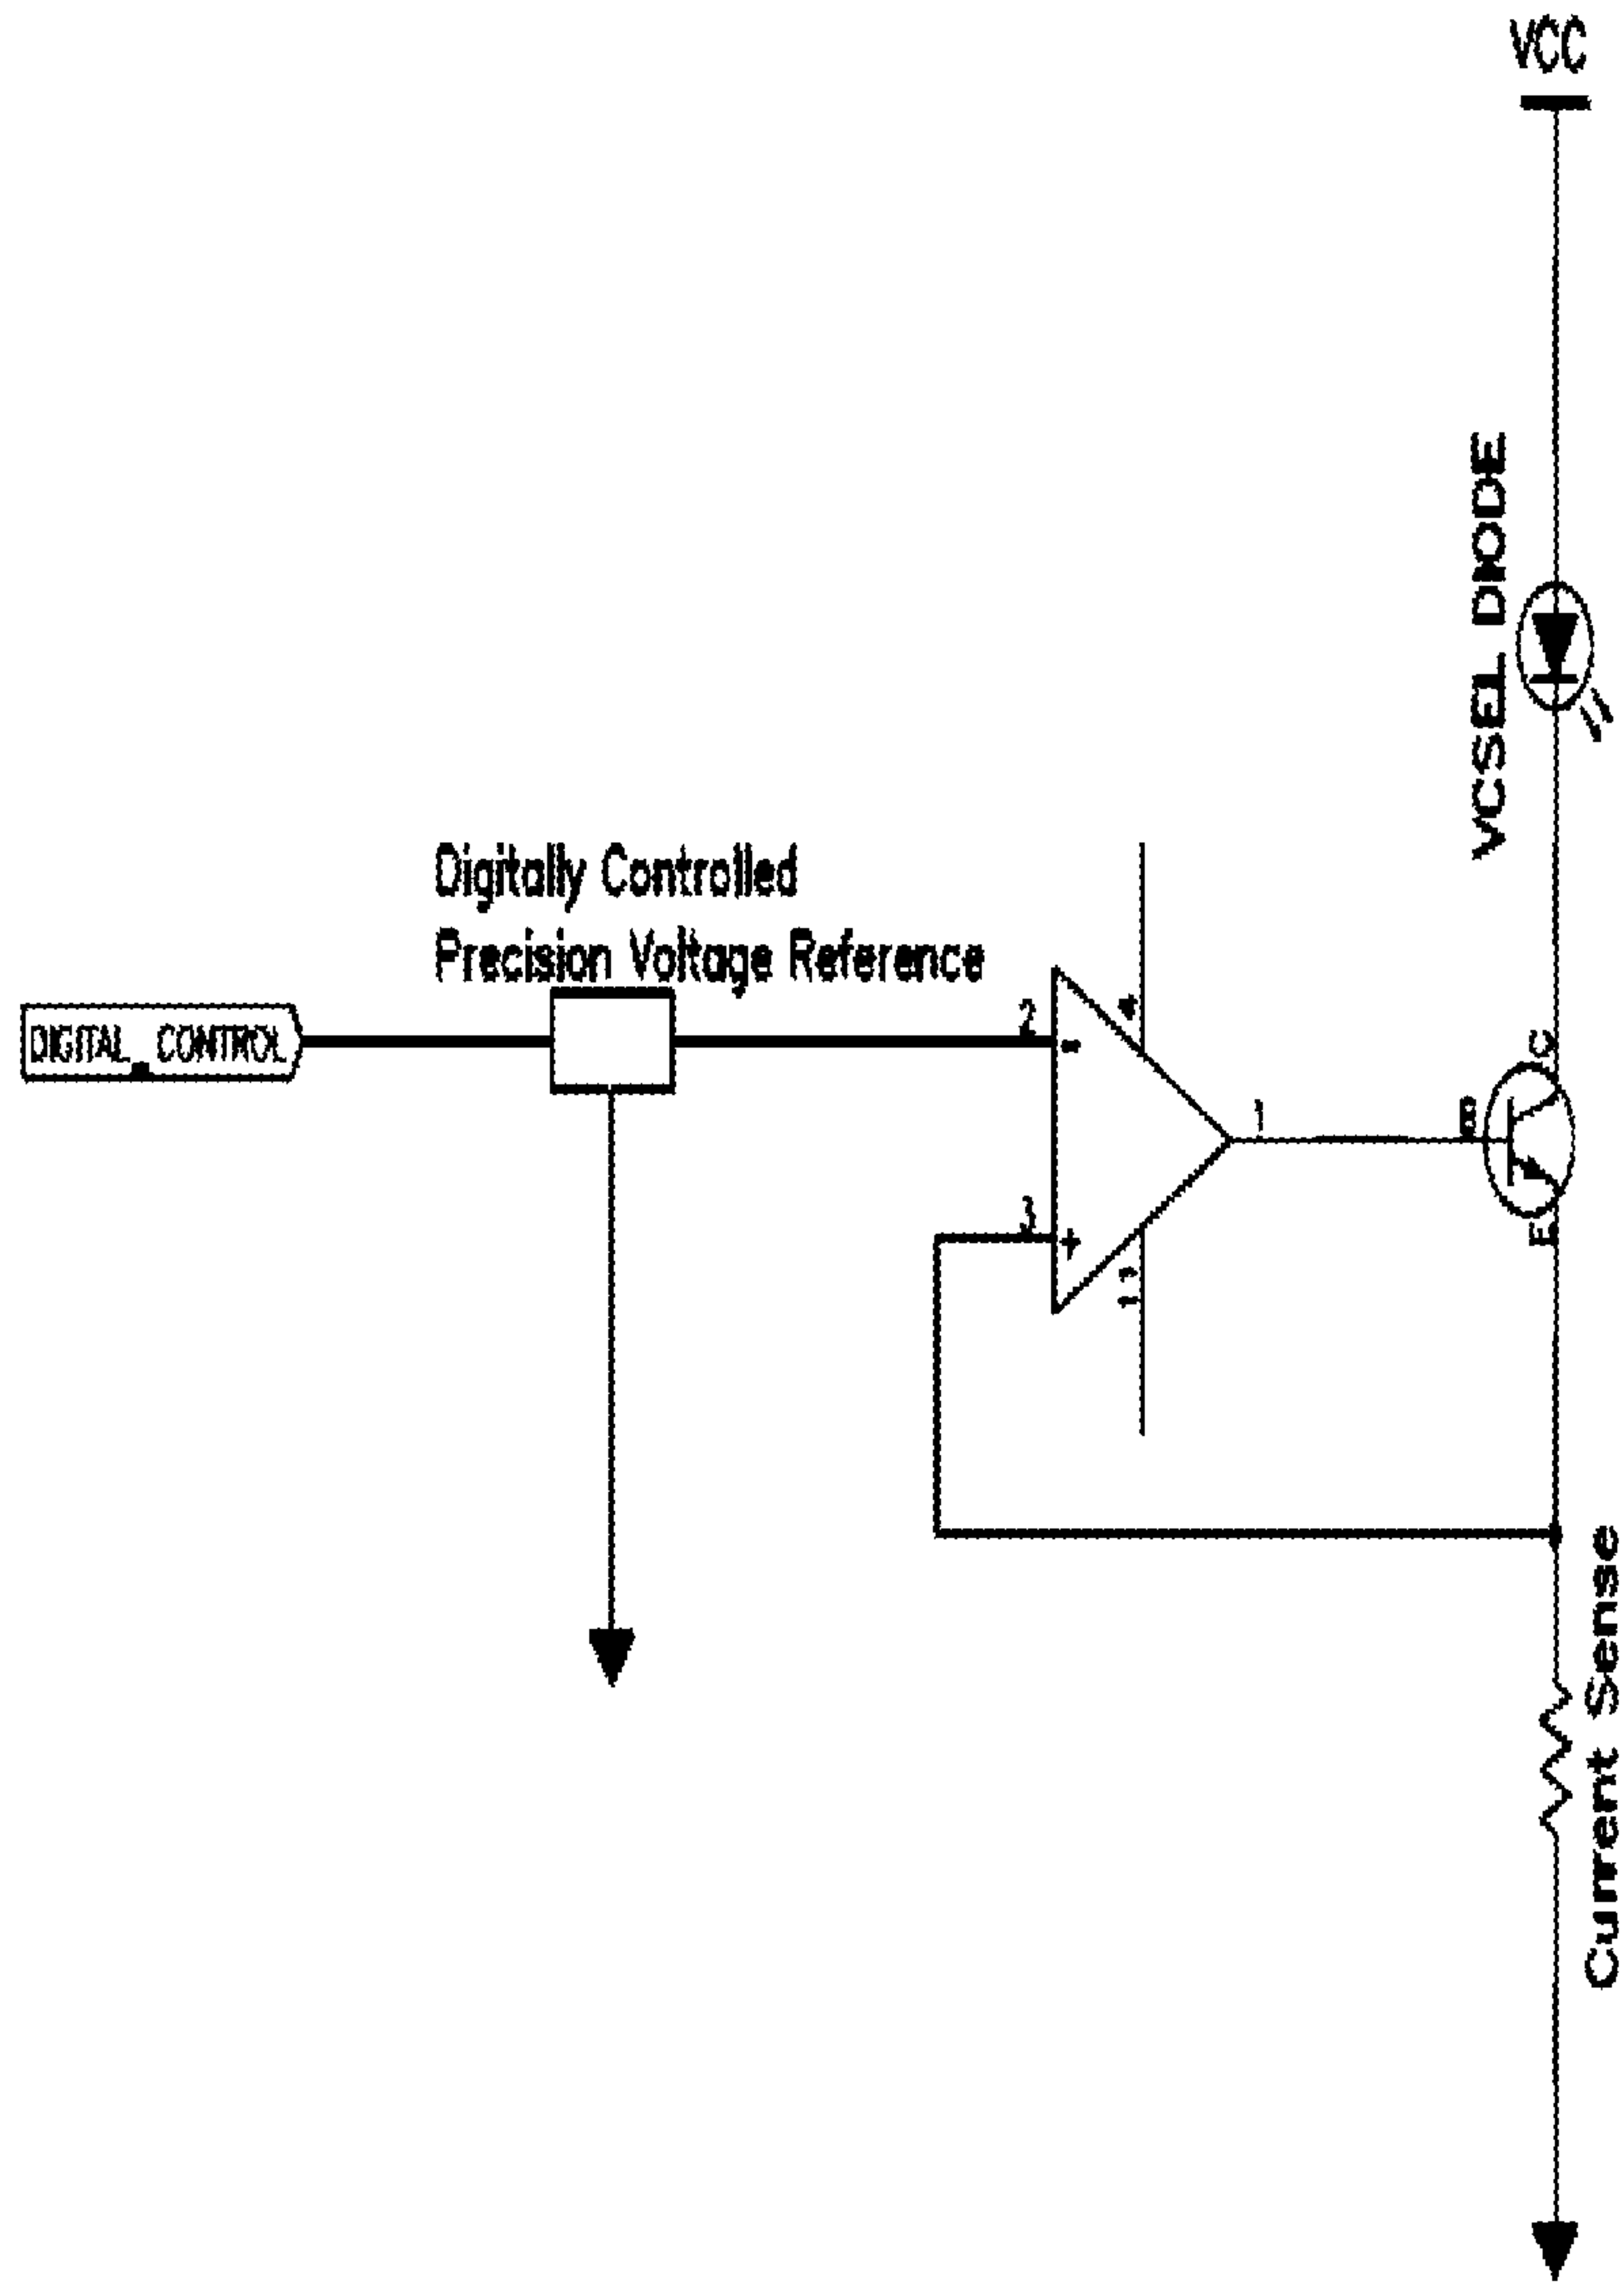 VCC
VCSEL DIODE
Digitally Controlled
Precision Voltage Reference
DIGITAL_CONTROL
2
-
4
1
B
C
E
3
+
11
Current Sense